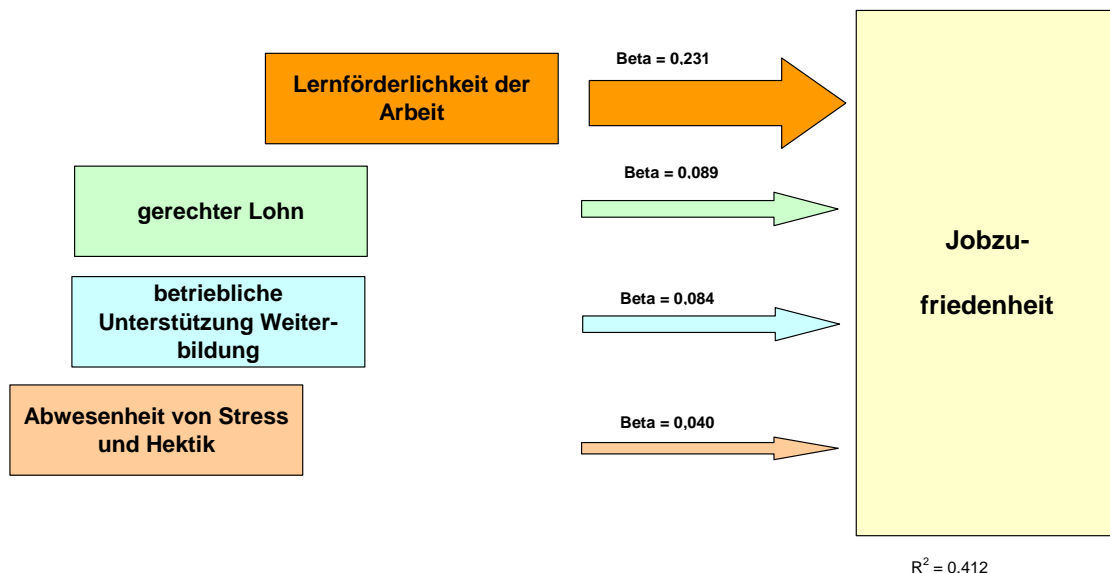 Lernförderlichkeit der
Arbeit
Beta = 0,231
gerechter Lohn
Beta = 0,089
betriebliche
Unterstützung Weiter-
bildung
Beta = 0,084
Abwesenheit von Stress
und Hektik
Beta = 0,040
Jobzu-
friedenheit
R² = 0,412